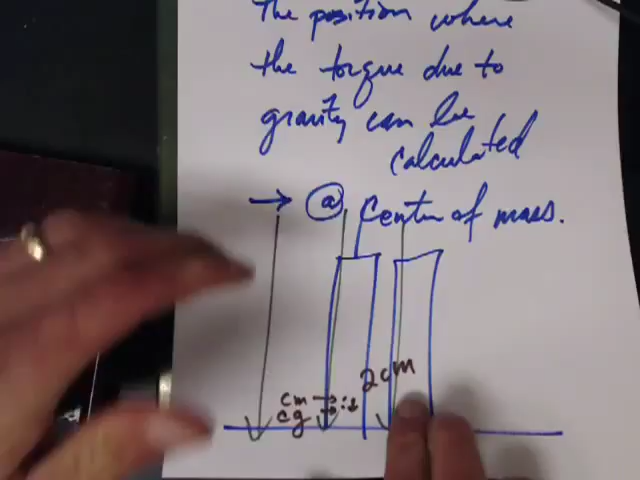 the position where
the torque due to
gravity can be
calculated
→ @ Center of mass.
2cm
cm →
cg →